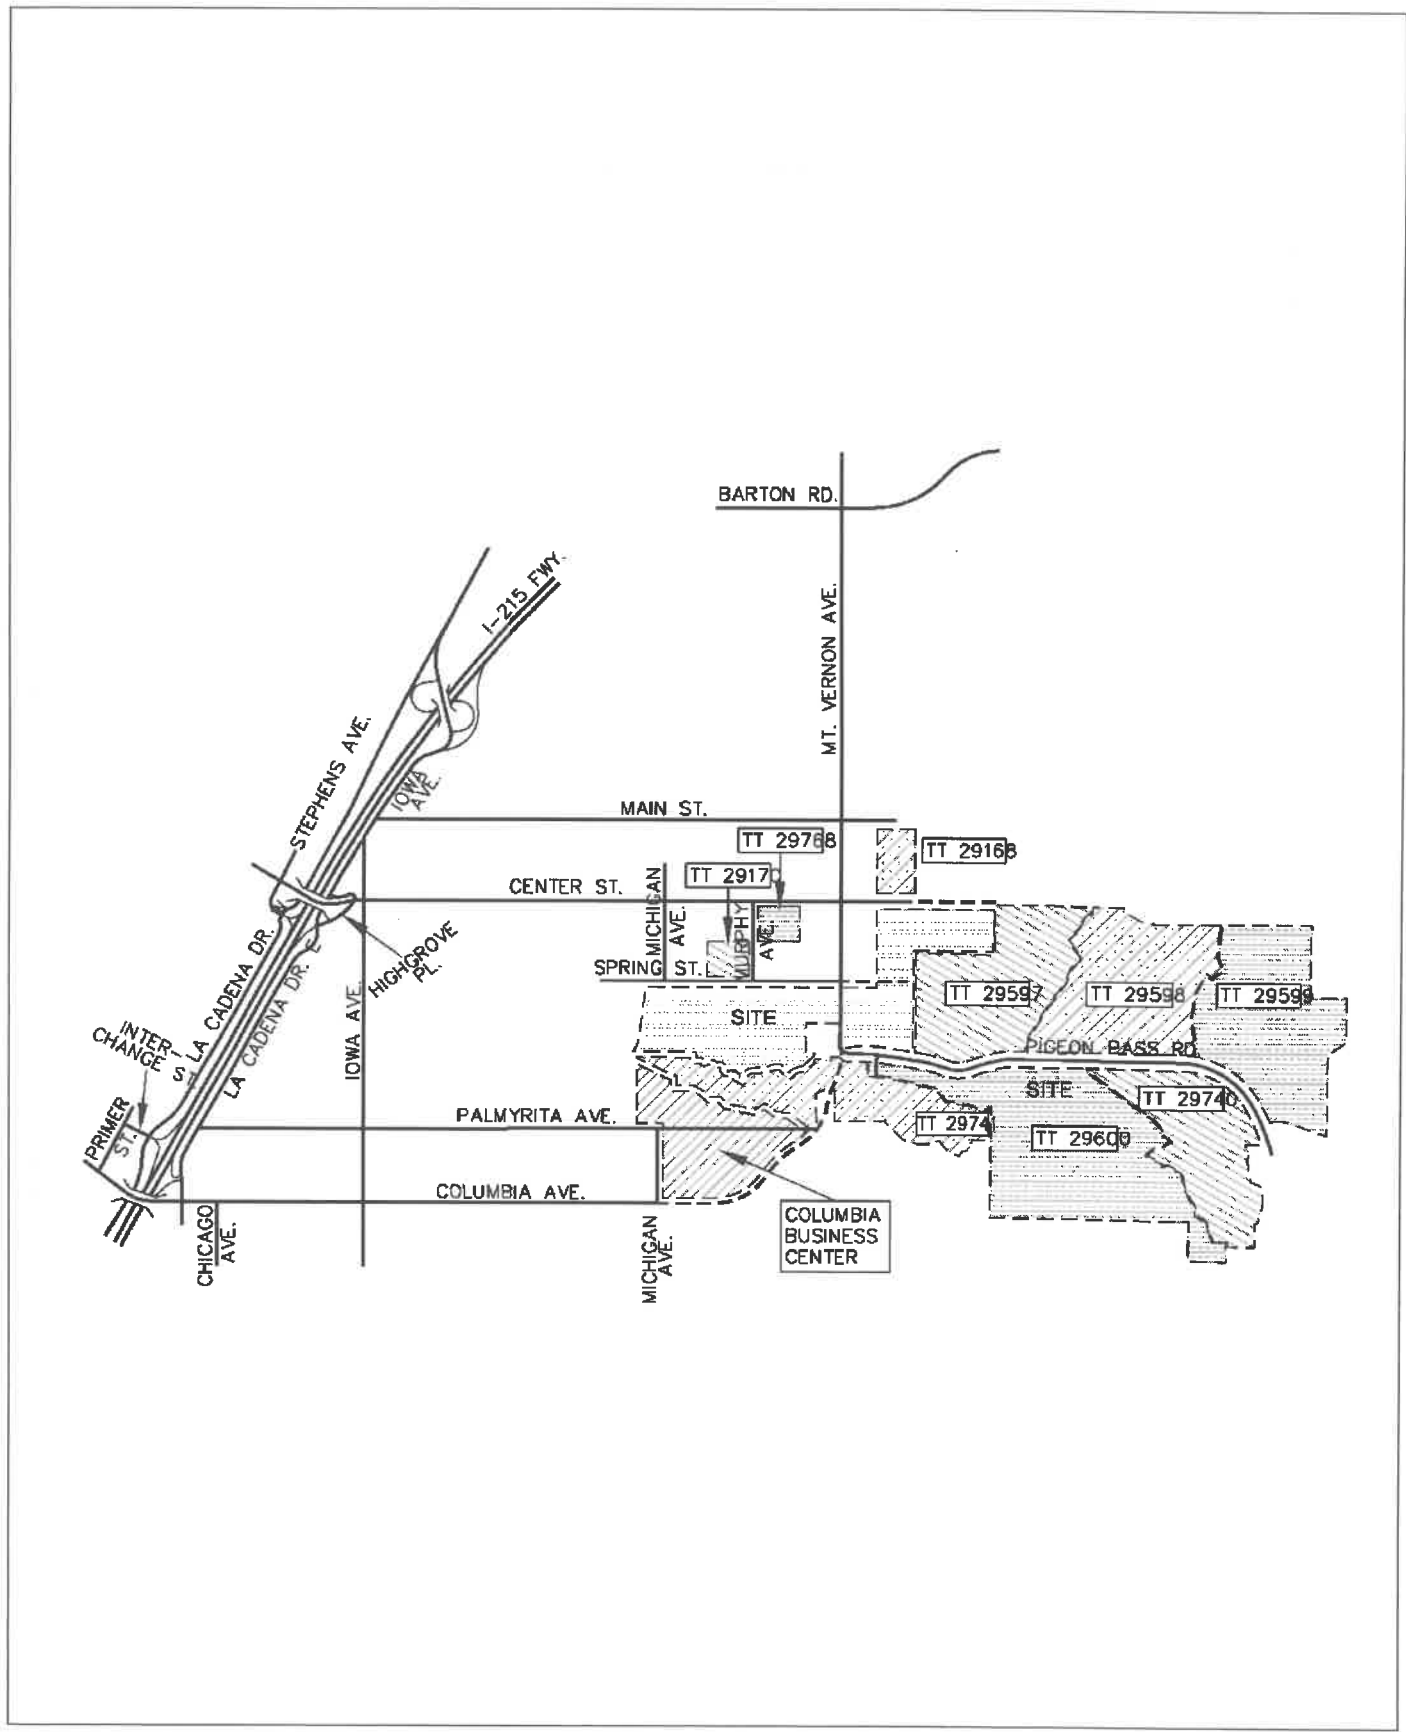 BARTON RD.
I-215 FWY.
MT. VERNON AVE.
STEPHENS AVE.
IOWA
AVE.
MAIN ST.
TT 29768
TT 29168
TT 29170
CENTER ST.
MICHIGAN
AVE.
MURPHY
AVE.
SPRING ST.
HIGHGROVE
PL.
LA CADENA DR.
LA CADENA DR.
IOWA AVE.
TT 29597
TT 29598
TT 29599
SITE
PIGEON PASS RD.
SITE
INTER-
CHANGE ST.
PRIMER
ST.
PALMYRITA AVE.
TT 29740
TT 2974
TT 29600
COLUMBIA AVE.
CHICAGO
AVE.
MICHIGAN
AVE.
COLUMBIA
BUSINESS
CENTER